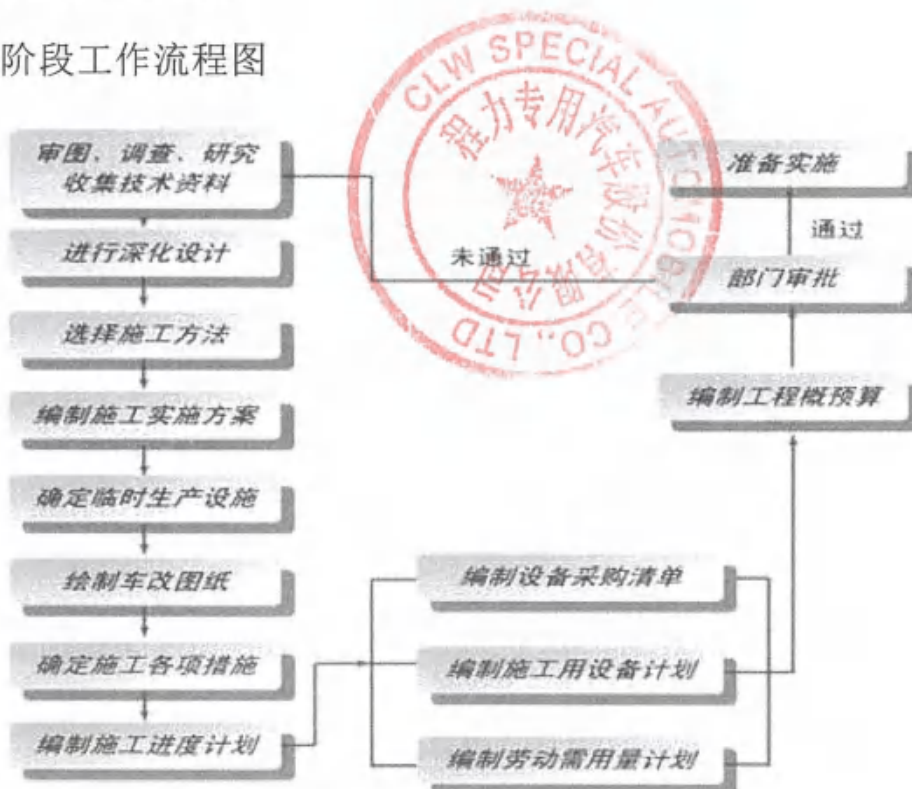 阶段工作流程图
审图、调查、研究
收集技术资料
进行深化设计
选择施工方法
编制施工实施方案
确定临时生产设施
绘制车改图纸
确定施工各项措施
编制施工进度计划
编制设备采购清单
编制施工用设备计划
编制劳动需用量计划
编制工程概预算
部门审批
未通过
通过
准备实施
CLW SPECIAL AUTOMOBILE CO., LTD
程力专用汽车股份有限公司